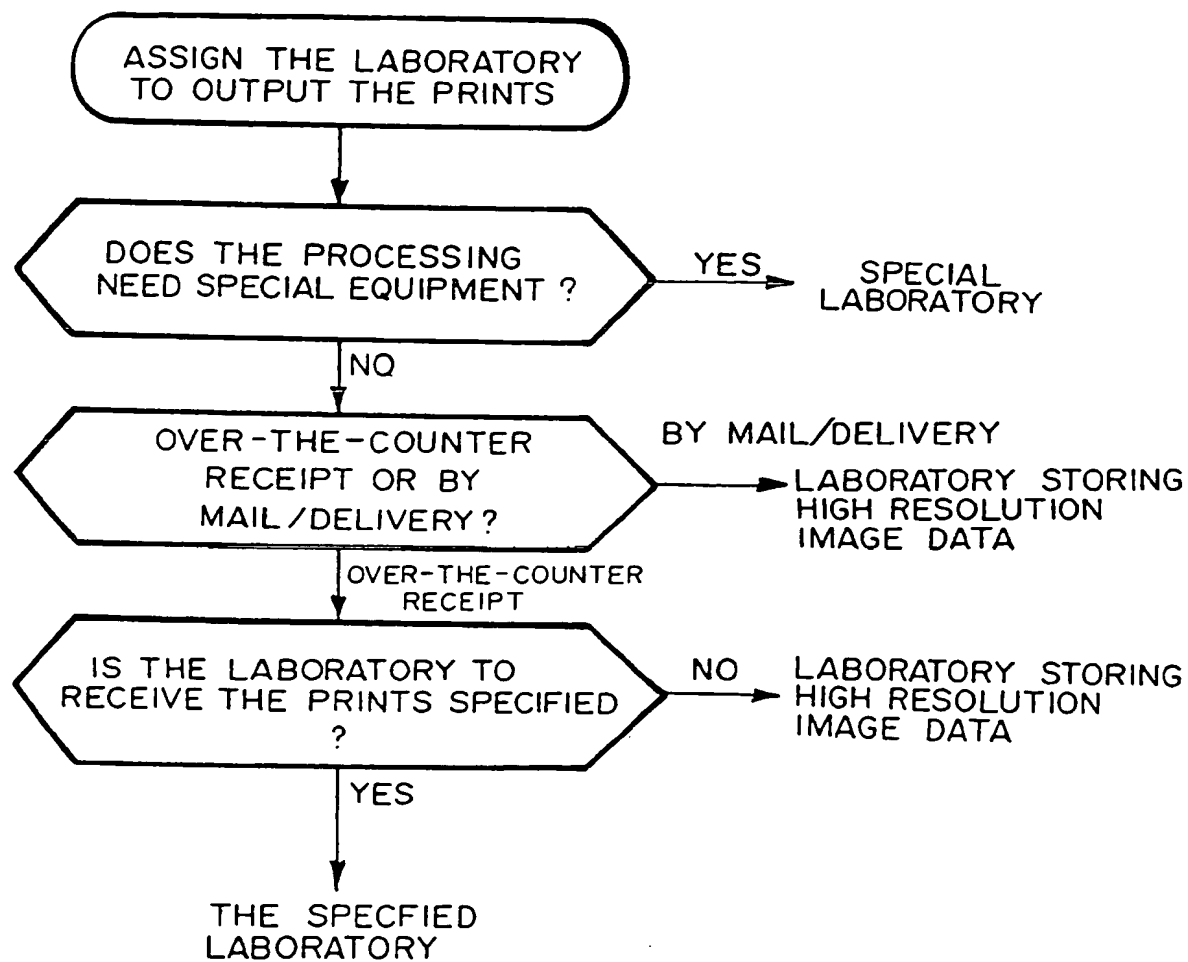 ASSIGN THE LABORATORY
TO OUTPUT THE PRINTS
DOES THE PROCESSING
NEED SPECIAL EQUIPMENT ?
YES
SPECIAL
LABORATORY
NO
OVER-THE-COUNTER
RECEIPT OR BY
MAIL/DELIVERY ?
BY MAIL/DELIVERY
LABORATORY STORING
HIGH RESOLUTION
IMAGE DATA
OVER-THE-COUNTER
RECEIPT
IS THE LABORATORY TO
RECEIVE THE PRINTS SPECIFIED
?
NO
LABORATORY STORING
HIGH RESOLUTION
IMAGE DATA
YES
THE SPECFIED
LABORATORY